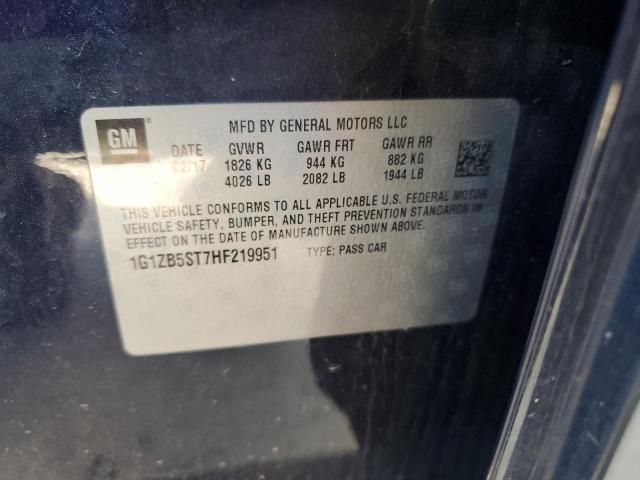 GM
MFD BY GENERAL MOTORS LLC
DATE GVWR GAWR FRT GAWR RR
02/17 1826 KG 944 KG 882 KG
4026 LB 2082 LB 1944 LB
THIS VEHICLE CONFORMS TO ALL APPLICABLE U.S. FEDERAL MOTOR
VEHICLE SAFETY, BUMPER, AND THEFT PREVENTION STANDARDS IN
EFFECT ON THE DATE OF MANUFACTURE SHOWN ABOVE.
1G1ZB5ST7HF219951 TYPE: PASS CAR